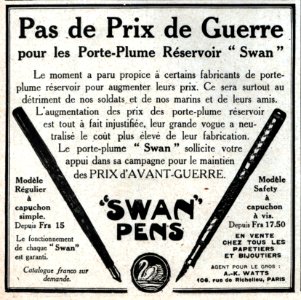 Pas de Prix de Guerre
pour les Porte-Plume Réservoir “ Swan ”
Le moment a paru propice à certains fabricants de porte-
plume réservoir pour augmenter leurs prix. Ce sera surtout au
détriment de nos soldats et de nos marins et de leurs amis.
L'augmentation des prix des porte-plume réservoir
est tout à fait injustifiée, leur grande vogue a neu-
tralisé le coût plus élevé de leur fabrication.
Le porte-plume “ Swan ” sollicite votre
appui dans sa campagne pour le maintien
des PRIX d'AVANT-GUERRE.
Modèle
Régulier
à
capuchon
simple.
Depuis Frs 15
Le fonctionnement
de chaque “Swan”
est garanti.
Catalogue franco sur
demande.
“SWAN”
PENS
Modèle
Safety
à
capuchon
à vis.
Depuis Frs 17.50
EN VENTE
CHEZ TOUS LES
PAPETIERS
ET BIJOUTIERS
AGENT POUR LE GROS :
A.-K. WATTS
106, rue de Richelieu, PARIS